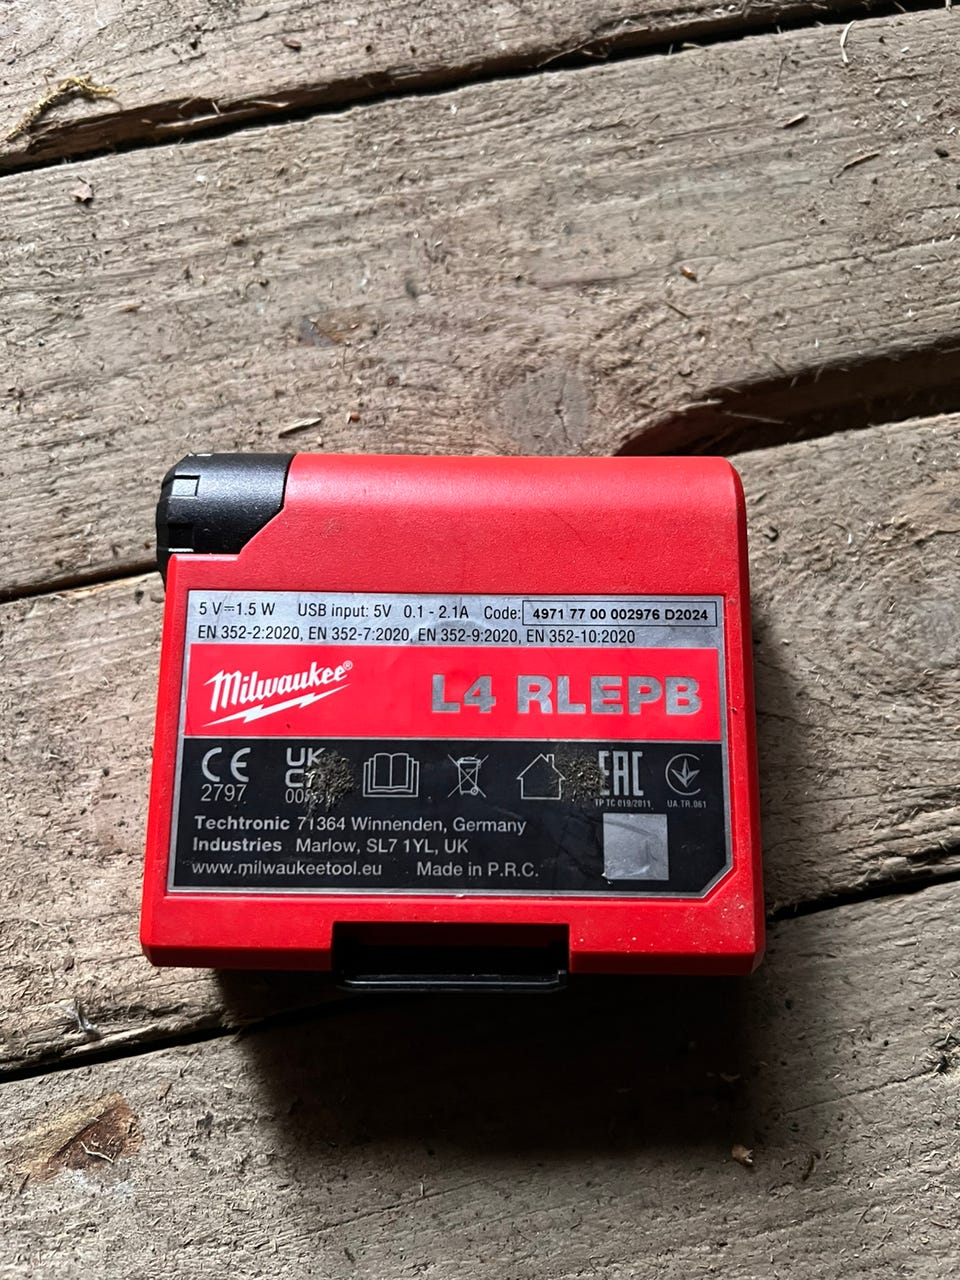 5 V⎓1.5 W USB input: 5V 0.1 - 2.1A Code: 4971 77 00 002976 D2024
EN 352-2:2020, EN 352-7:2020, EN 352-9:2020, EN 352-10:2020
Milwaukee®
L4 RLEPB
CE UK EAC
2797 TP TC 019/2011 UA.TR.061
Techtronic 71364 Winnenden, Germany
Industries Marlow, SL7 1YL, UK
www.milwaukeetool.eu Made in P.R.C.